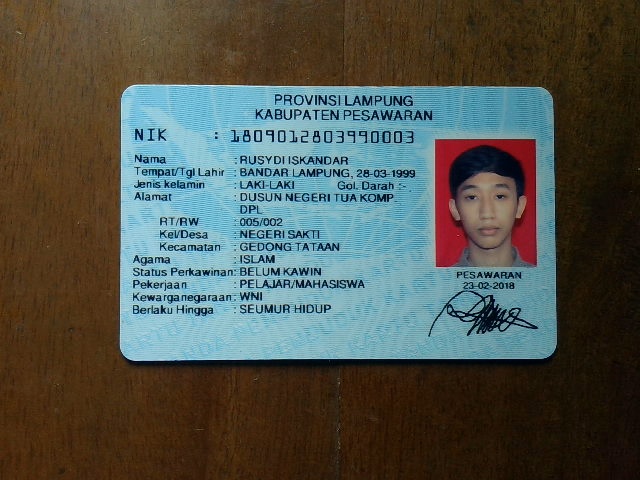 PROVINSI LAMPUNG
KABUPATEN PESAWARAN
NIK : 1809012803990003
Nama : RUSYDI ISKANDAR
Tempat/Tgl Lahir : BANDAR LAMPUNG, 28-03-1999
Jenis kelamin : LAKI-LAKI Gol. Darah :-
Alamat : DUSUN NEGERI TUA KOMP.
DPL
RT/RW : 005/002
Kel/Desa : NEGERI SAKTI
Kecamatan : GEDONG TATAAN
Agama : ISLAM
Status Perkawinan: BELUM KAWIN
Pekerjaan : PELAJAR/MAHASISWA
Kewarganegaraan: WNI
Berlaku Hingga : SEUMUR HIDUP
PESAWARAN
23-02-2018